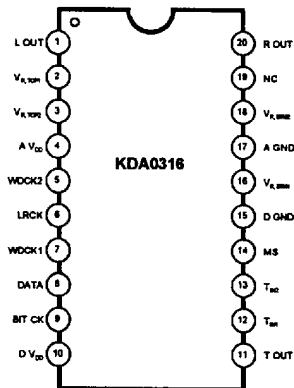 L OUT 1 20 R OUT
V 2 19 NC
V 3 18 V
A VDD 4 17 A GND
KDA0316
WDCK2 5 16 V
LRCK 6 15 D GND
WDCK1 7 14 MS
DATA 8 13 T
BIT CK 9 12 T
D VDD 10 11 T OUT